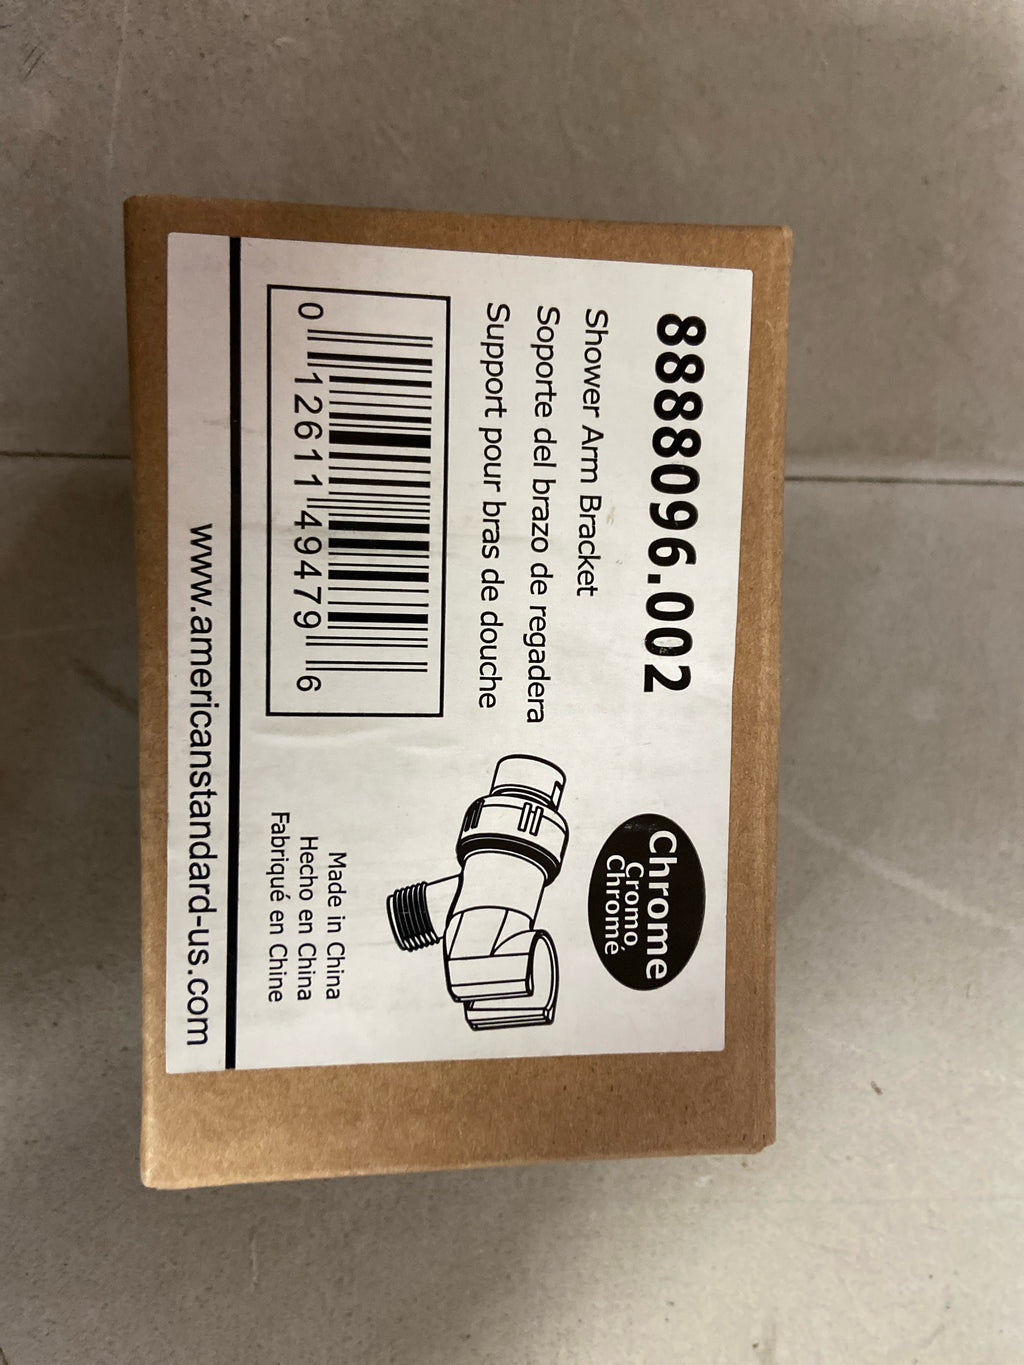 8888096.002
Shower Arm Bracket
Soporte del brazo de regadera
Support pour bras de douche
Chrome
Cromo,
Chromé
0 12611 49479 6
Made in China
Hecho en China
Fabriqué en Chine
www.americanstandard-us.com